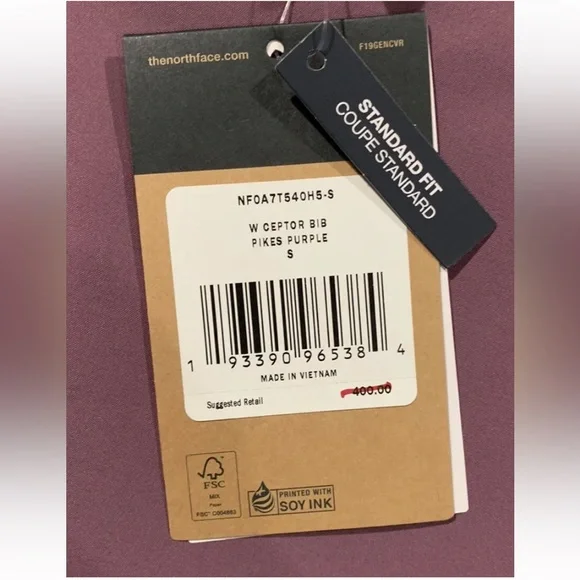 thenorthface.com
F19GENCVR
STANDARD FIT
COUPE STANDARD
NF0A7T540H5-S
W CEPTOR BIB
PIKES PURPLE
S
1 93390 96538 4
MADE IN VIETNAM
Suggested Retail 400.00
FSC
MIX
Paper
PRINTED WITH
SOY INK